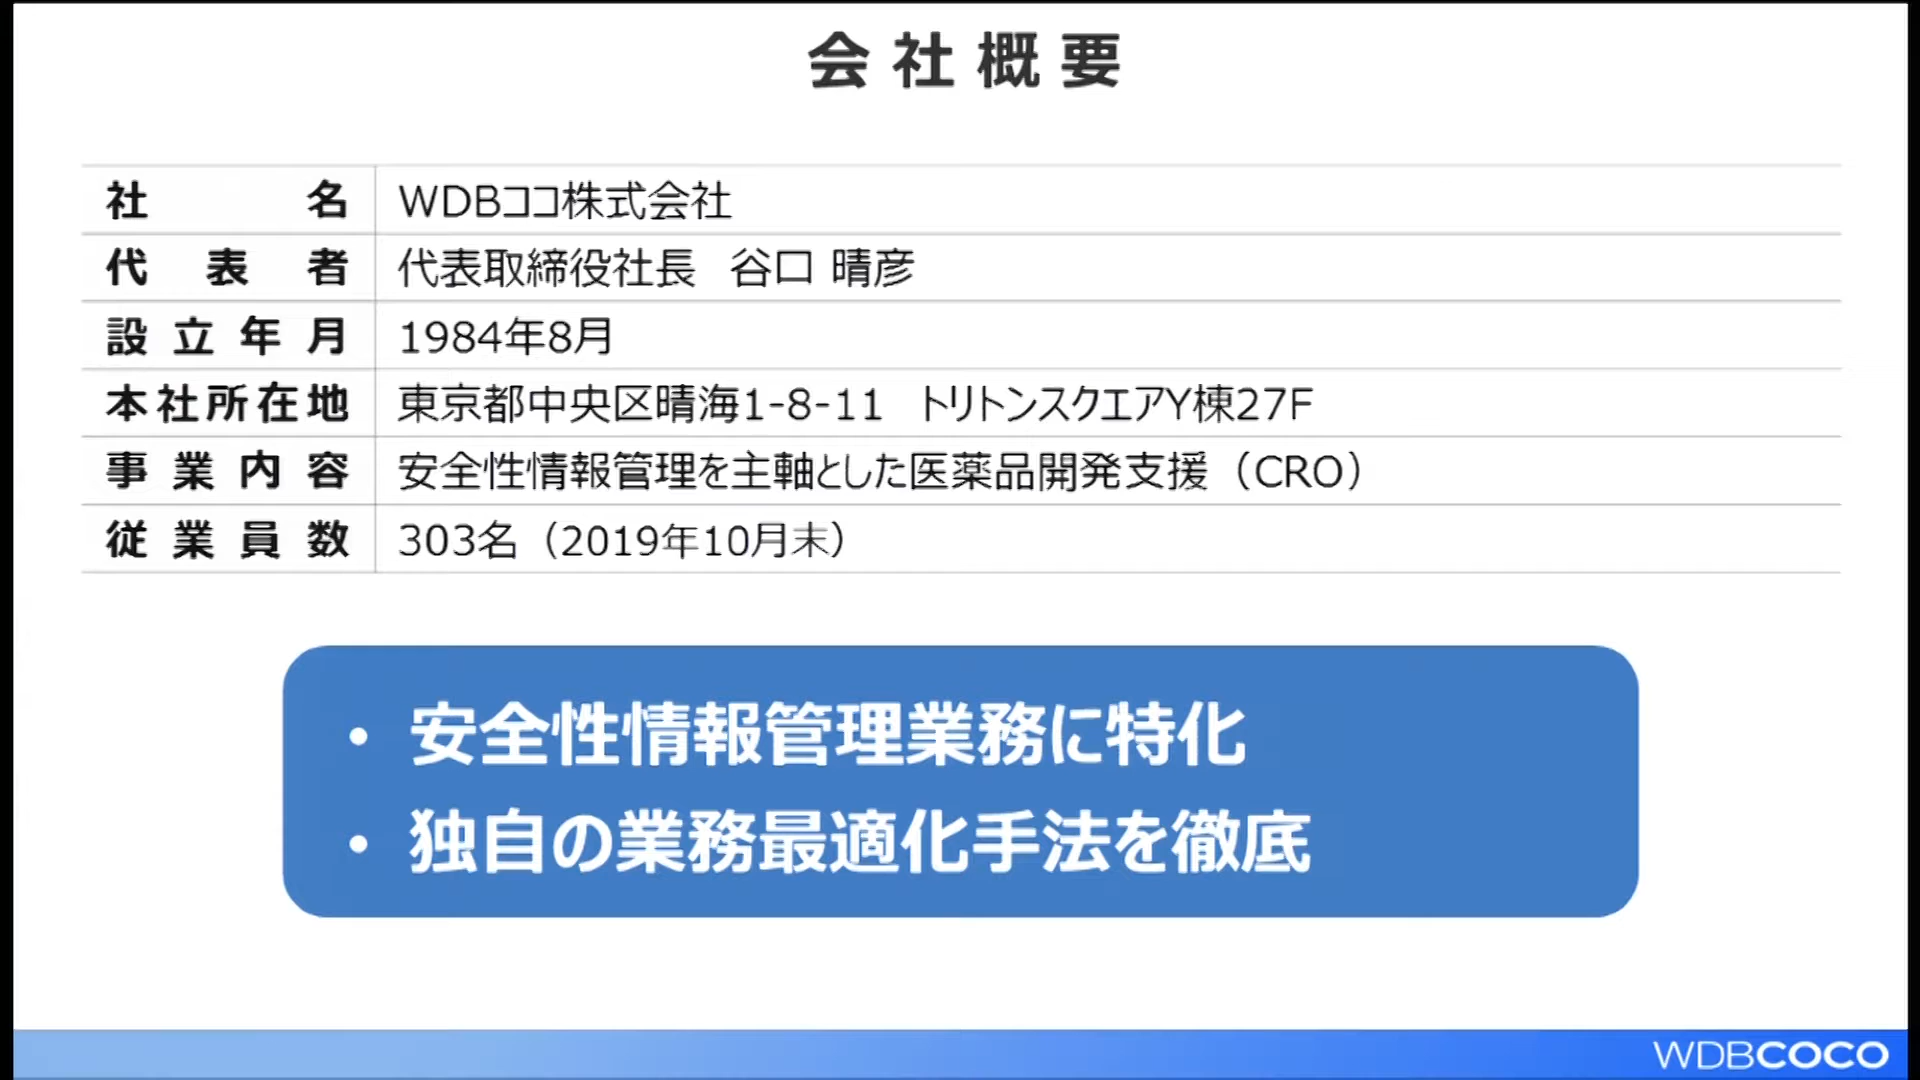 会社概要
社名 WDBココ株式会社
代表者 代表取締役社長 谷口 晴彦
設立年月 1984年8月
本社所在地 東京都中央区晴海1-8-11 トリトンスクエアY棟27F
事業内容 安全性情報管理を主軸とした医薬品開発支援（CRO）
従業員数 303名（2019年10月末）
• 安全性情報管理業務に特化
• 独自の業務最適化手法を徹底
WDBCOCO